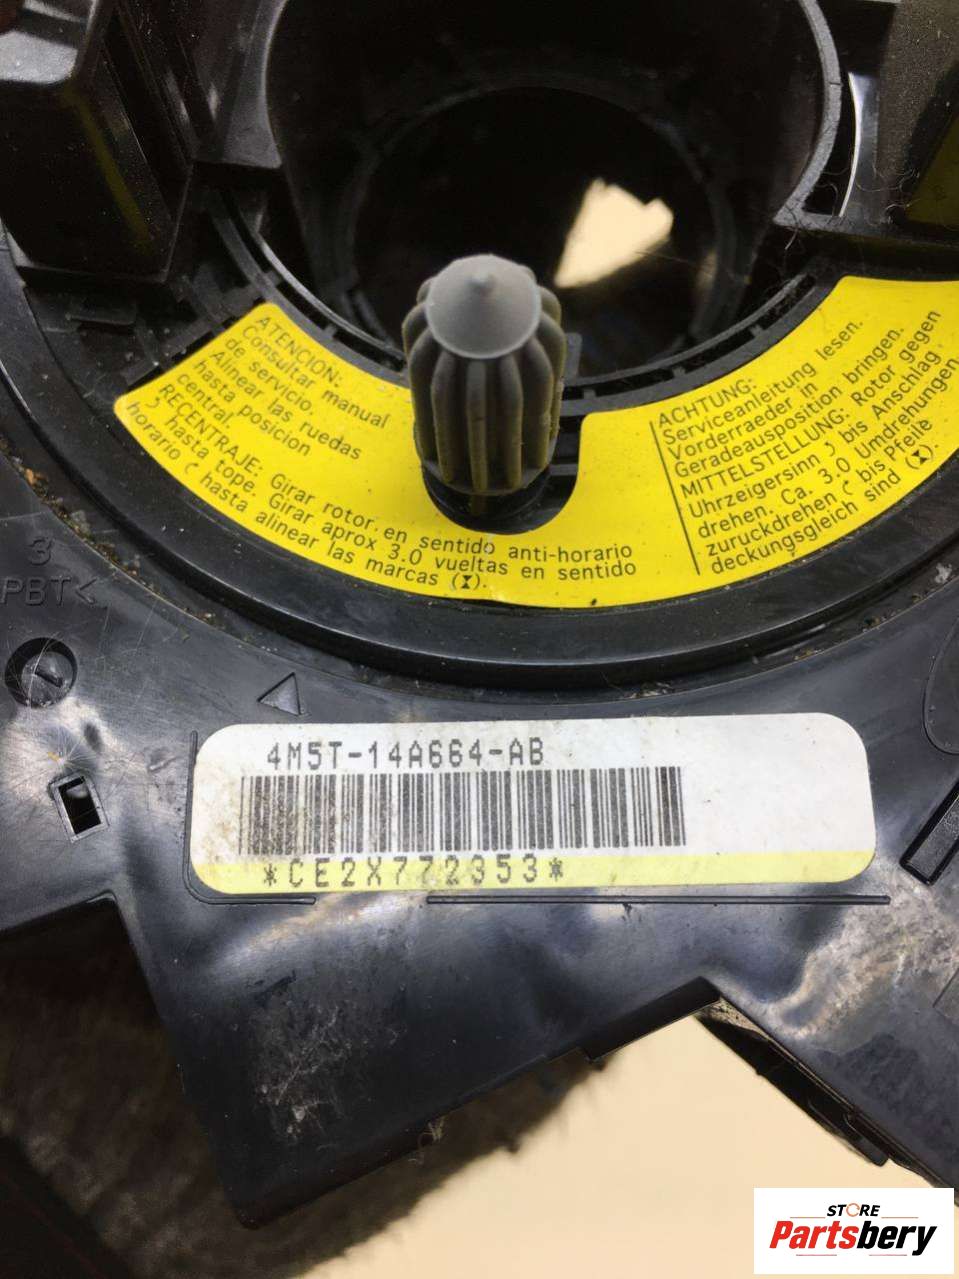 ATENCION:
Consultar manual
de servicio.
Alinear las ruedas
hasta posicion
central.
RECENTRAJE: Girar rotor. en sentido anti-horario
hasta tope. Girar aprox 3.0 vueltas en sentido
horario hasta alinear las marcas ( ).
ACHTUNG:
Serviceanleitung lesen.
Vorderraeder in
Geradeausposition bringen.
MITTELSTELLUNG: Rotor gegen
Uhrzeigersinn bis Anschlag
drehen. Ca. 3.0 Umdrehungen
zuruckdrehen bis Pfeile
deckungsgleich sind ( ).
3
PBT<
4M5T-14A664-AB
*CE2X772353*
STORE
Partsbery